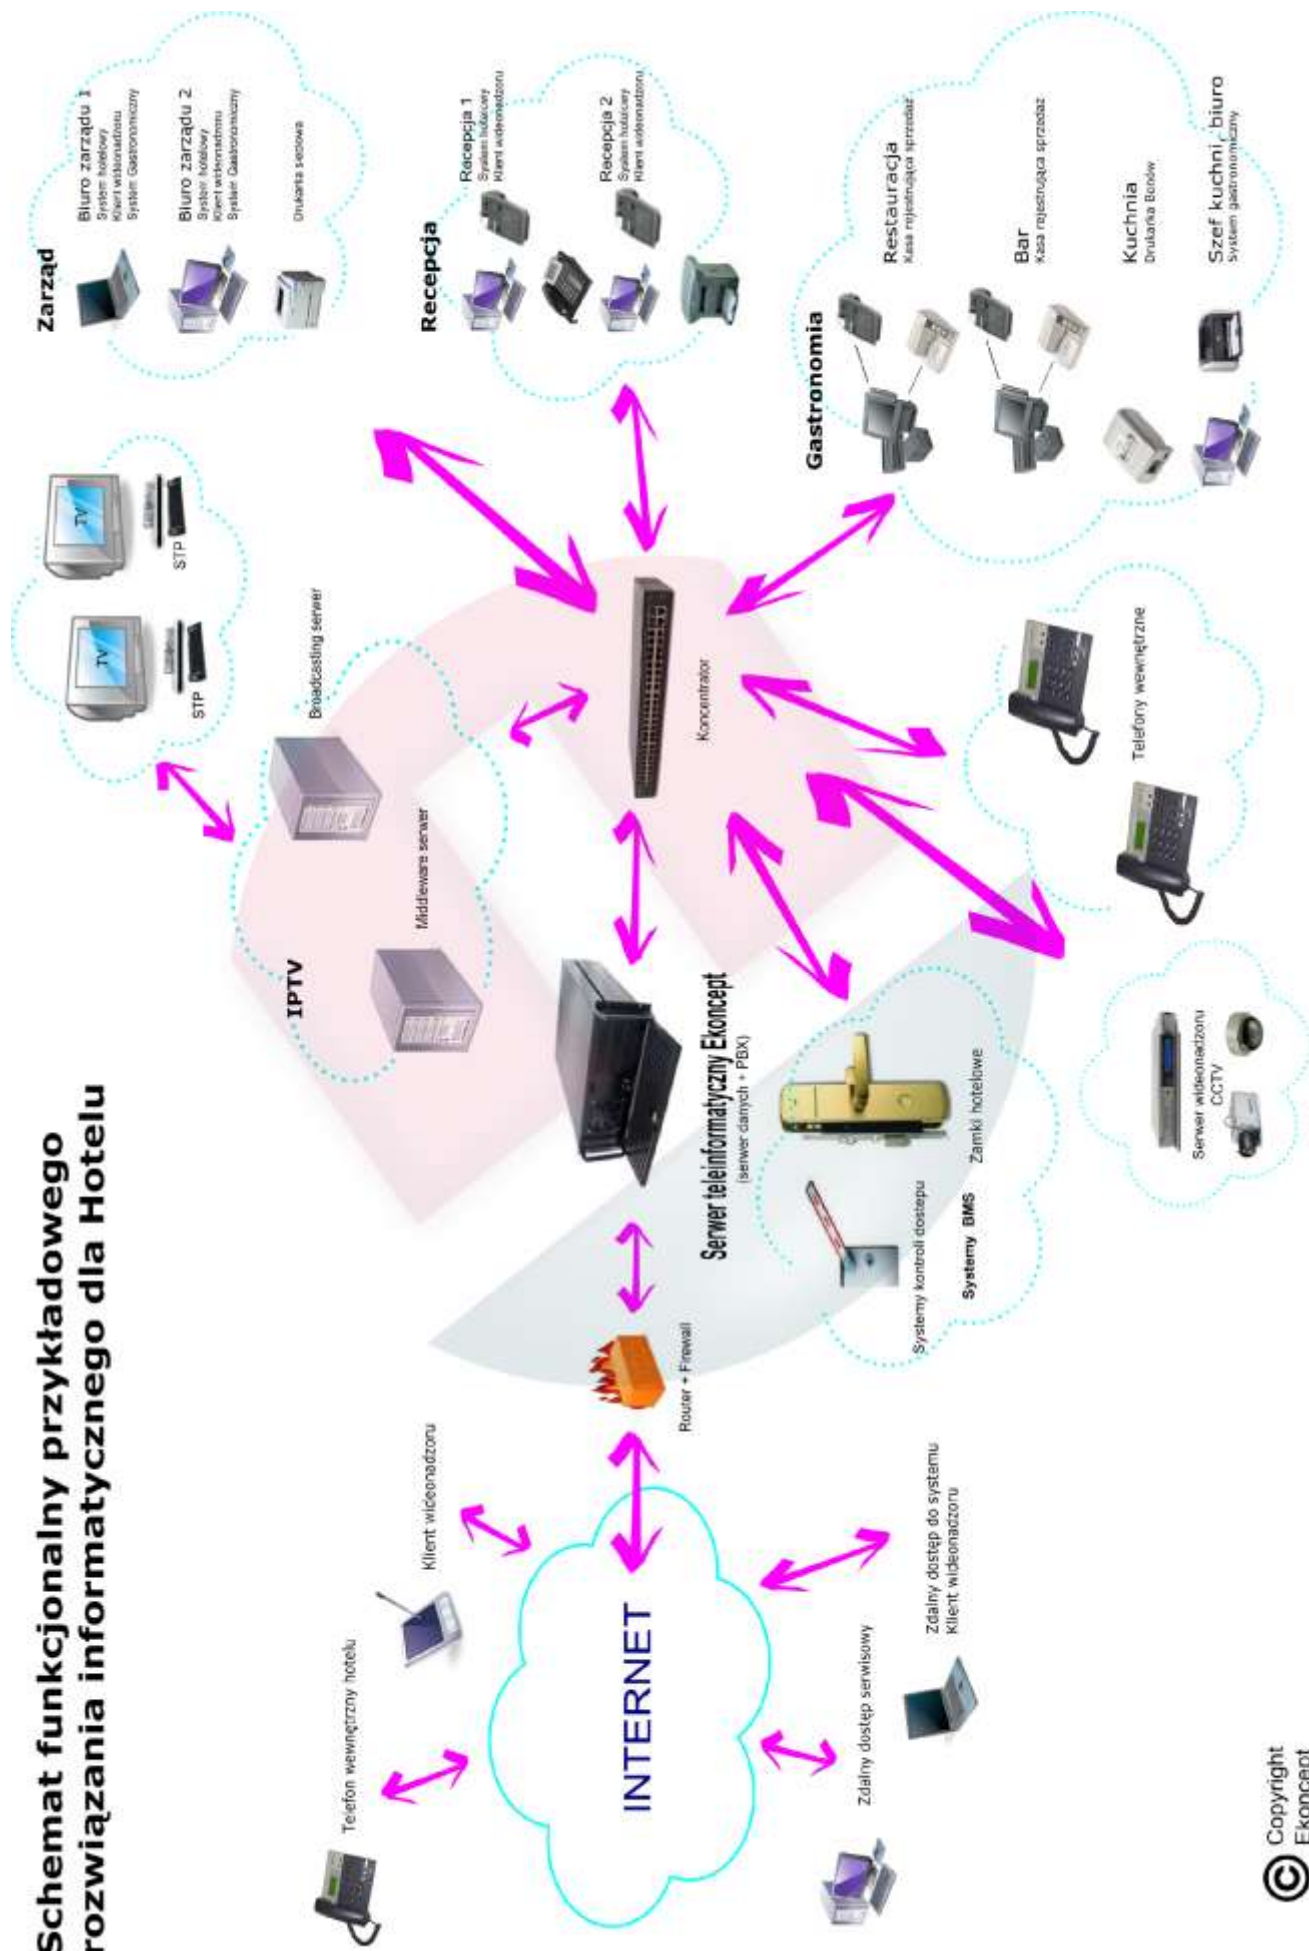 Schemat funkcjonalny przykładowego
rozwiązania informatycznego dla Hotelu
Telefon wewnętrzny hotelu
Klient wideonadzoru
INTERNET
Zdalny dostęp serwisowy
Zdalny dostęp do systemu
Klient wideonadzoru
Router + Firewall
Serwer teleinformatyczny Ekoncept
(serwer danych + PBX)
Systemy kontroli dostępu
Zamki hotelowe
Systemy BMS
IPTV
Middleware serwer
Broadcasting serwer
TV
STP
TV
STP
Koncentrator
Serwer wideonadzoru
CCTV
Telefony wewnętrzne
Zarząd
Biuro zarządu 1
System hotelowy
Klient wideonadzoru
System Gastronomiczny
Biuro zarządu 2
System hotelowy
Klient wideonadzoru
System Gastronomiczny
Drukarka sieciowa
Recepcja
Recepcja 1
System hotelowy
Klient wideonadzoru
Recepcja 2
System hotelowy
Klient wideonadzoru
Gastronomia
Restauracja
Kasa rejestrująca sprzedaż
Bar
Kasa rejestrująca sprzedaż
Kuchnia
Drukarka Bonów
Szef kuchni, biuro
System gastronomiczny
© Copyright
Ekoncept